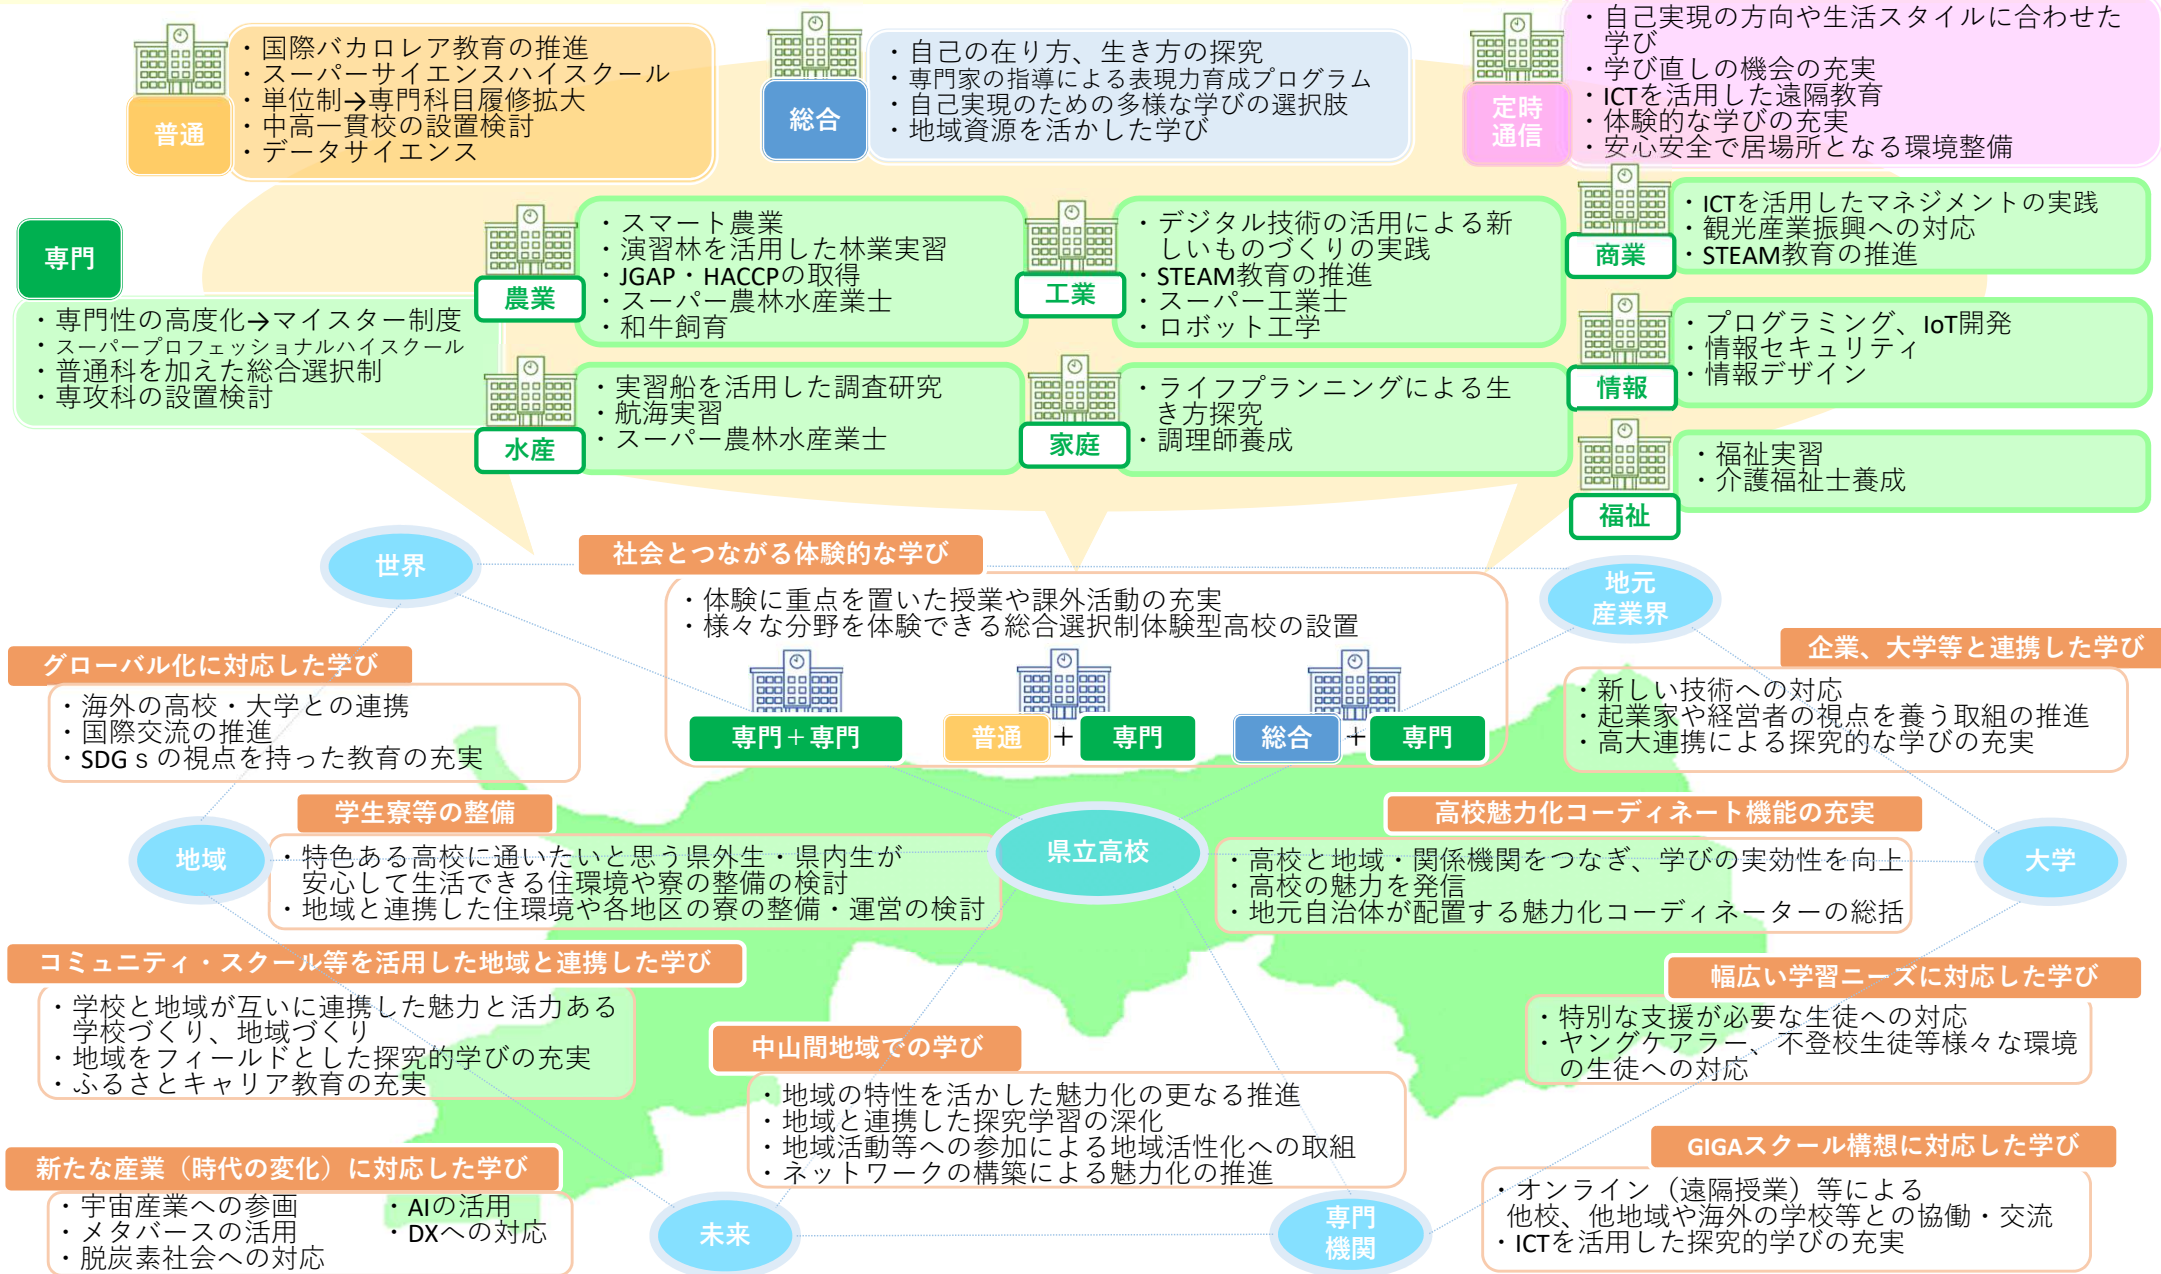 普通
・国際バカロレア教育の推進
・スーパーサイエンスハイスクール
・単位制→専門科目履修拡大
・中高一貫校の設置検討
・データサイエンス
総合
・自己の在り方、生き方の探究
・専門家の指導による表現力育成プログラム
・自己実現のための多様な学びの選択肢
・地域資源を活かした学び
定時
通信
・自己実現の方向や生活スタイルに合わせた
学び
・学び直しの機会の充実
・ICTを活用した遠隔教育
・体験的な学びの充実
・安心安全で居場所となる環境整備
専門
・専門性の高度化→マイスター制度
・スーパープロフェッショナルハイスクール
・普通科を加えた総合選択制
・専攻科の設置検討
農業
・スマート農業
・演習林を活用した林業実習
・JGAP・HACCPの取得
・スーパー農林水産業士
・和牛飼育
工業
・デジタル技術の活用による新
しいものづくりの実践
・STEAM教育の推進
・スーパー工業士
・ロボット工学
商業
・ICTを活用したマネジメントの実践
・観光産業振興への対応
・STEAM教育の推進
水産
・実習船を活用した調査研究
・航海実習
・スーパー農林水産業士
家庭
・ライフプランニングによる生
き方探究
・調理師養成
情報
・プログラミング、IoT開発
・情報セキュリティ
・情報デザイン
福祉
・福祉実習
・介護福祉士養成
世界
社会とつながる体験的な学び
・体験に重点を置いた授業や課外活動の充実
・様々な分野を体験できる総合選択制体験型高校の設置
専門＋専門
普通＋専門
総合＋専門
地元
産業界
グローバル化に対応した学び
・海外の高校・大学との連携
・国際交流の推進
・SDGｓの視点を持った教育の充実
企業、大学等と連携した学び
・新しい技術への対応
・起業家や経営者の視点を養う取組の推進
・高大連携による探究的な学びの充実
学生寮等の整備
・特色ある高校に通いたいと思う県外生・県内生が
安心して生活できる住環境や寮の整備の検討
・地域と連携した住環境や各地区の寮の整備・運営の検討
地域
県立高校
高校魅力化コーディネート機能の充実
・高校と地域・関係機関をつなぎ、学びの実効性を向上
・高校の魅力を発信
・地元自治体が配置する魅力化コーディネーターの総括
大学
コミュニティ・スクール等を活用した地域と連携した学び
・学校と地域が互いに連携した魅力と活力ある
学校づくり、地域づくり
・地域をフィールドとした探究的学びの充実
・ふるさとキャリア教育の充実
幅広い学習ニーズに対応した学び
・特別な支援が必要な生徒への対応
・ヤングケアラー、不登校生徒等様々な環境
の生徒への対応
中山間地域での学び
・地域の特性を活かした魅力化の更なる推進
・地域と連携した探究学習の深化
・地域活動等への参加による地域活性化への取組
・ネットワークの構築による魅力化の推進
新たな産業（時代の変化）に対応した学び
・宇宙産業への参画
・メタバースの活用
・脱炭素社会への対応
・AIの活用
・DXへの対応
未来
専門
機関
GIGAスクール構想に対応した学び
・オンライン（遠隔授業）等による
他校、他地域や海外の学校等との協働・交流
・ICTを活用した探究的学びの充実